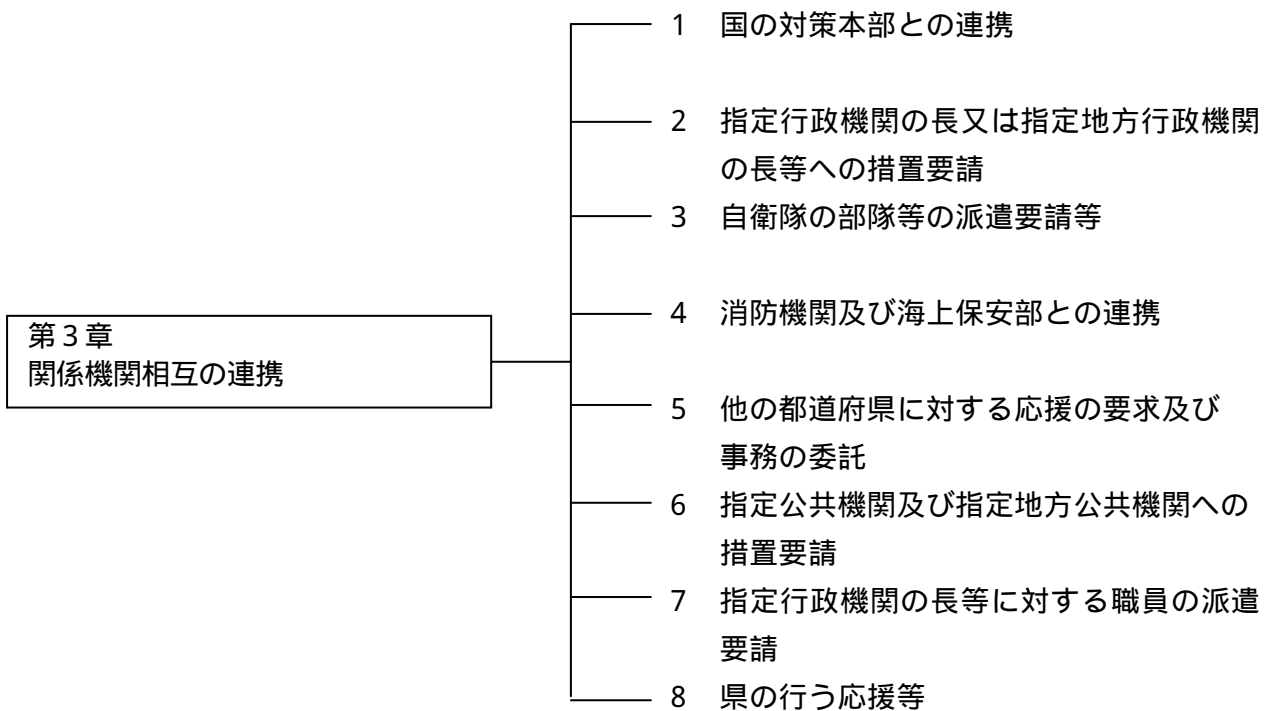 第３章
関係機関相互の連携
1 国の対策本部との連携
2 指定行政機関の長又は指定地方行政機関
の長等への措置要請
3 自衛隊の部隊等の派遣要請等
4 消防機関及び海上保安部との連携
5 他の都道府県に対する応援の要求及び
事務の委託
6 指定公共機関及び指定地方公共機関への
措置要請
7 指定行政機関の長等に対する職員の派遣
要請
8 県の行う応援等